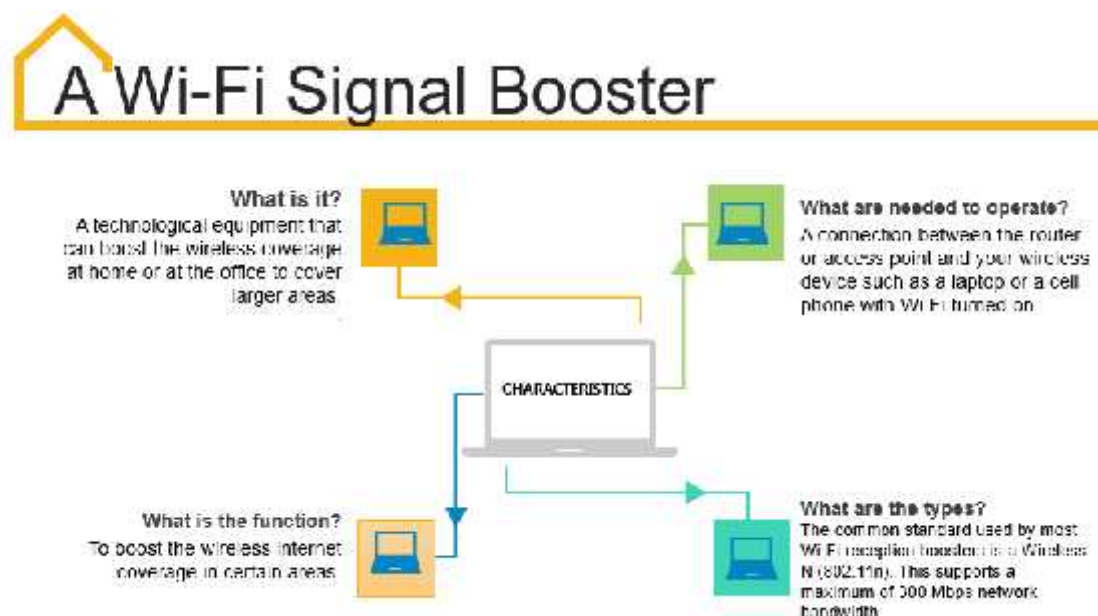 A Wi-Fi Signal Booster
What is it?
A technological equipment that
can boost the wireless coverage
at home or at the office to cover
larger areas.
What are needed to operate?
A connection between the router
or access point and your wireless
device such as a laptop or a cell
phone with Wi Fi turned on
CHARACTERISTICS
What is the function?
To boost the wireless internet
coverage in certain areas.
What are the types?
The common standard used by most
Wi Fi reception boosters is a Wireless
N (802.11n). This supports a
maximum of 300 Mbps network
bandwidth